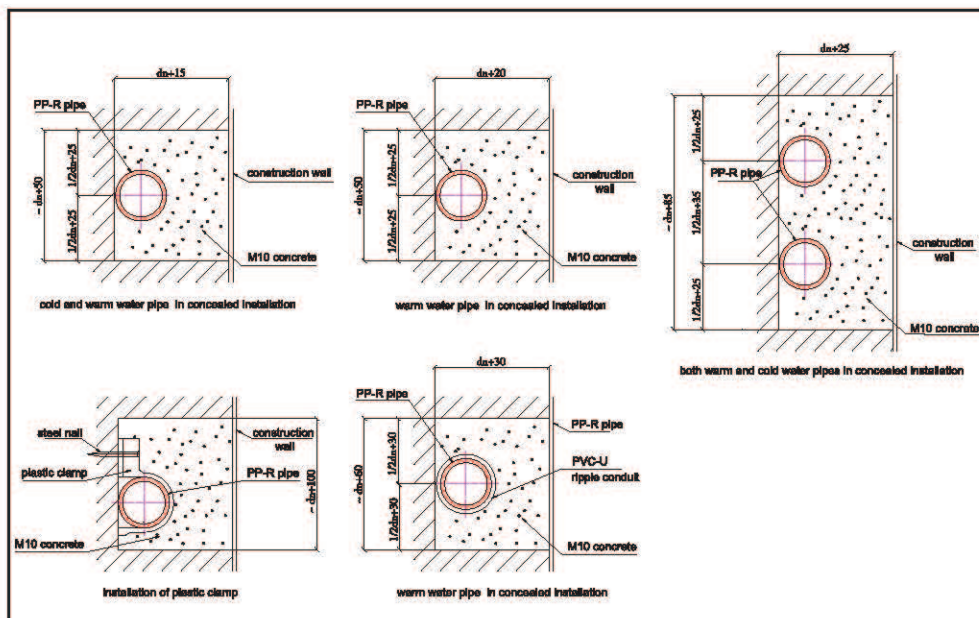 dn+15
PP-R pipe
~ dn+50
1/2dn+25
1/2dn+25
construction wall
M10 concrete
cold and warm water pipe in concealed installation
dn+20
PP-R pipe
~ dn+50
1/2dn+25
1/2dn+25
construction
wall
M10 concrete
warm water pipe in concealed installation
dn+25
PP-R pipe
~ dn+85
1/2dn+25
1/2dn+35
1/2dn+25
construction
wall
M10 concrete
both warm and cold water pipes in concealed installation
steel nail
plastic clamp
M10 concrete
construction
wall
PP-R pipe
~ dn+100
installation of plastic clamp
dn+30
PP-R pipe
~ dn+60
1/2dn+30
1/2dn+30
PP-R pipe
PVC-U
ripple conduit
M10 concrete
warm water pipe in concealed installation